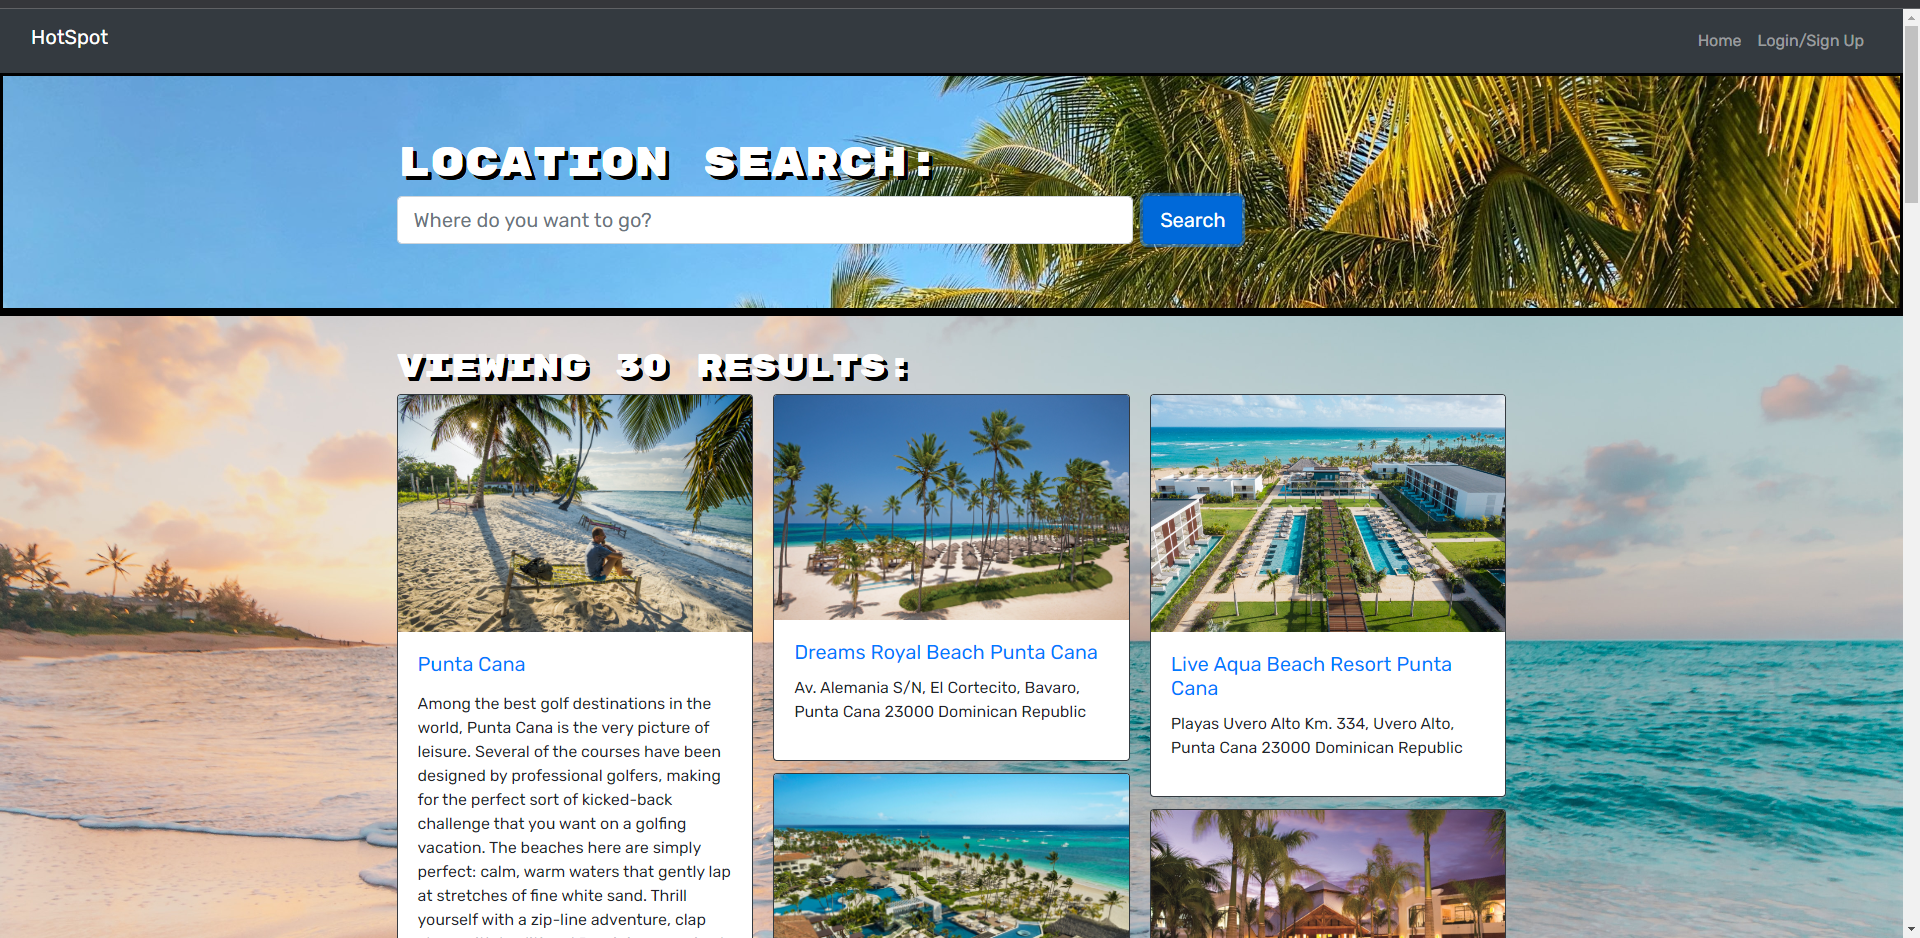 HotSpot
Home
Login/Sign Up
LOCATION SEARCH:
Where do you want to go?
Search
VIEWING 30 RESULTS:
Punta Cana
Among the best golf destinations in the
world, Punta Cana is the very picture of
leisure. Several of the courses have been
designed by professional golfers, making
for the perfect sort of kicked-back
challenge that you want on a golfing
vacation. The beaches here are simply
perfect: calm, warm waters that gently lap
at stretches of fine white sand. Thrill
yourself with a zip-line adventure, clap
Dreams Royal Beach Punta Cana
Av. Alemania S/N, El Cortecito, Bavaro,
Punta Cana 23000 Dominican Republic
Live Aqua Beach Resort Punta
Cana
Playas Uvero Alto Km. 334, Uvero Alto,
Punta Cana 23000 Dominican Republic